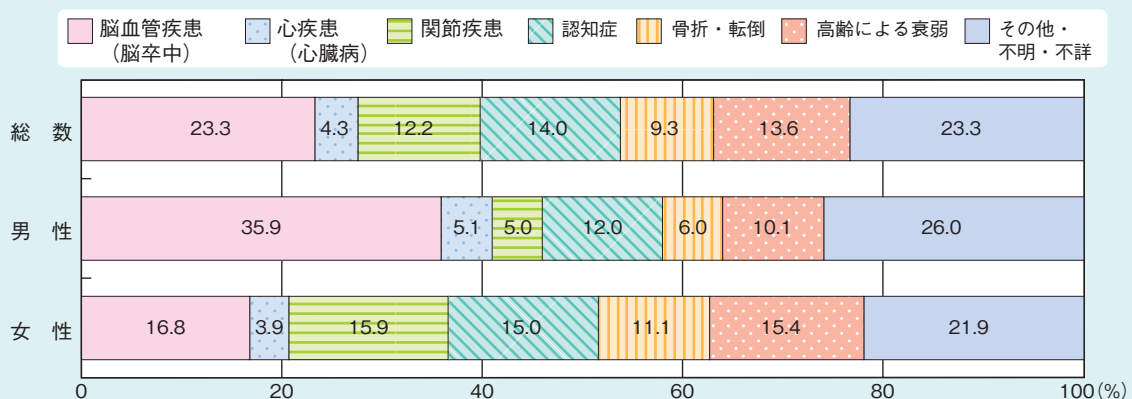 脳血管疾患
（脳卒中）
心疾患
（心臓病）
関節疾患
認知症
骨折・転倒
高齢による衰弱
その他・
不明・不詳
総 数
23.3 4.3 12.2 14.0 9.3 13.6 23.3
男 性
35.9 5.1 5.0 12.0 6.0 10.1 26.0
女 性
16.8 3.9 15.9 15.0 11.1 15.4 21.9
0 20 40 60 80 100(%)